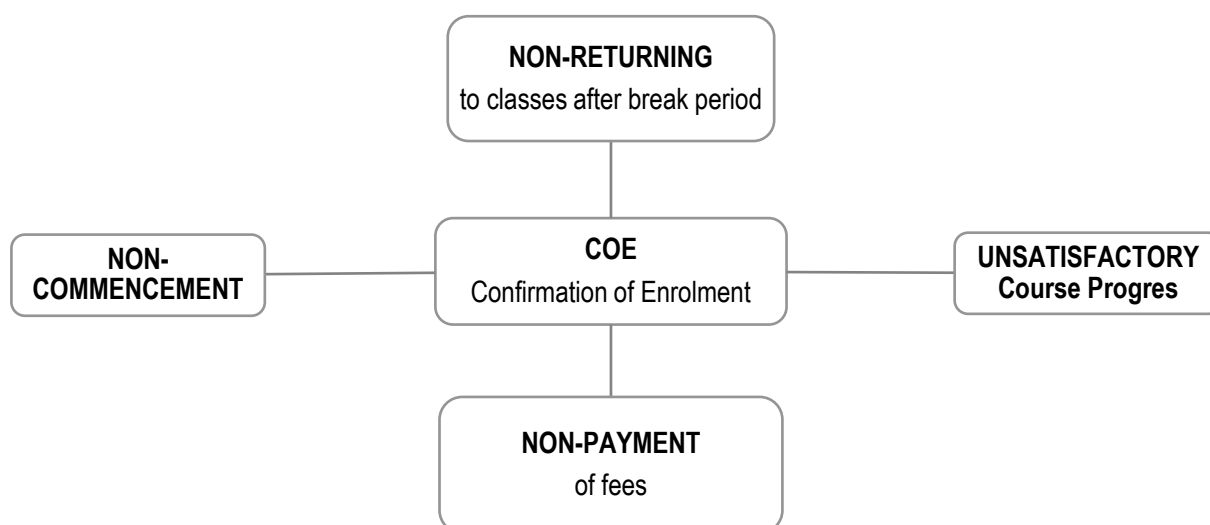 NON-RETURNING
to classes after break period
NON-
COMMENCEMENT
COE
Confirmation of Enrolment
UNSATISFACTORY
Course Progres
NON-PAYMENT
of fees